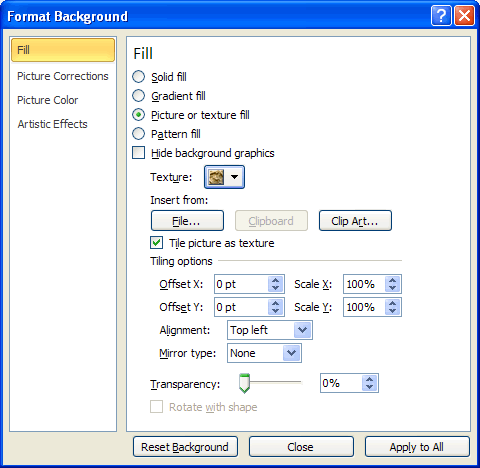 Format Background
Fill
Picture Corrections
Picture Color
Artistic Effects
Fill
Solid fill
Gradient fill
Picture or texture fill
Pattern fill
Hide background graphics
Texture:
Insert from:
File... Clipboard Clip Art...
Tile picture as texture
Tiling options
Offset X: 0 pt Scale X: 100%
Offset Y: 0 pt Scale Y: 100%
Alignment: Top left
Mirror type: None
Transparency: 0%
Rotate with shape
Reset Background Close Apply to All